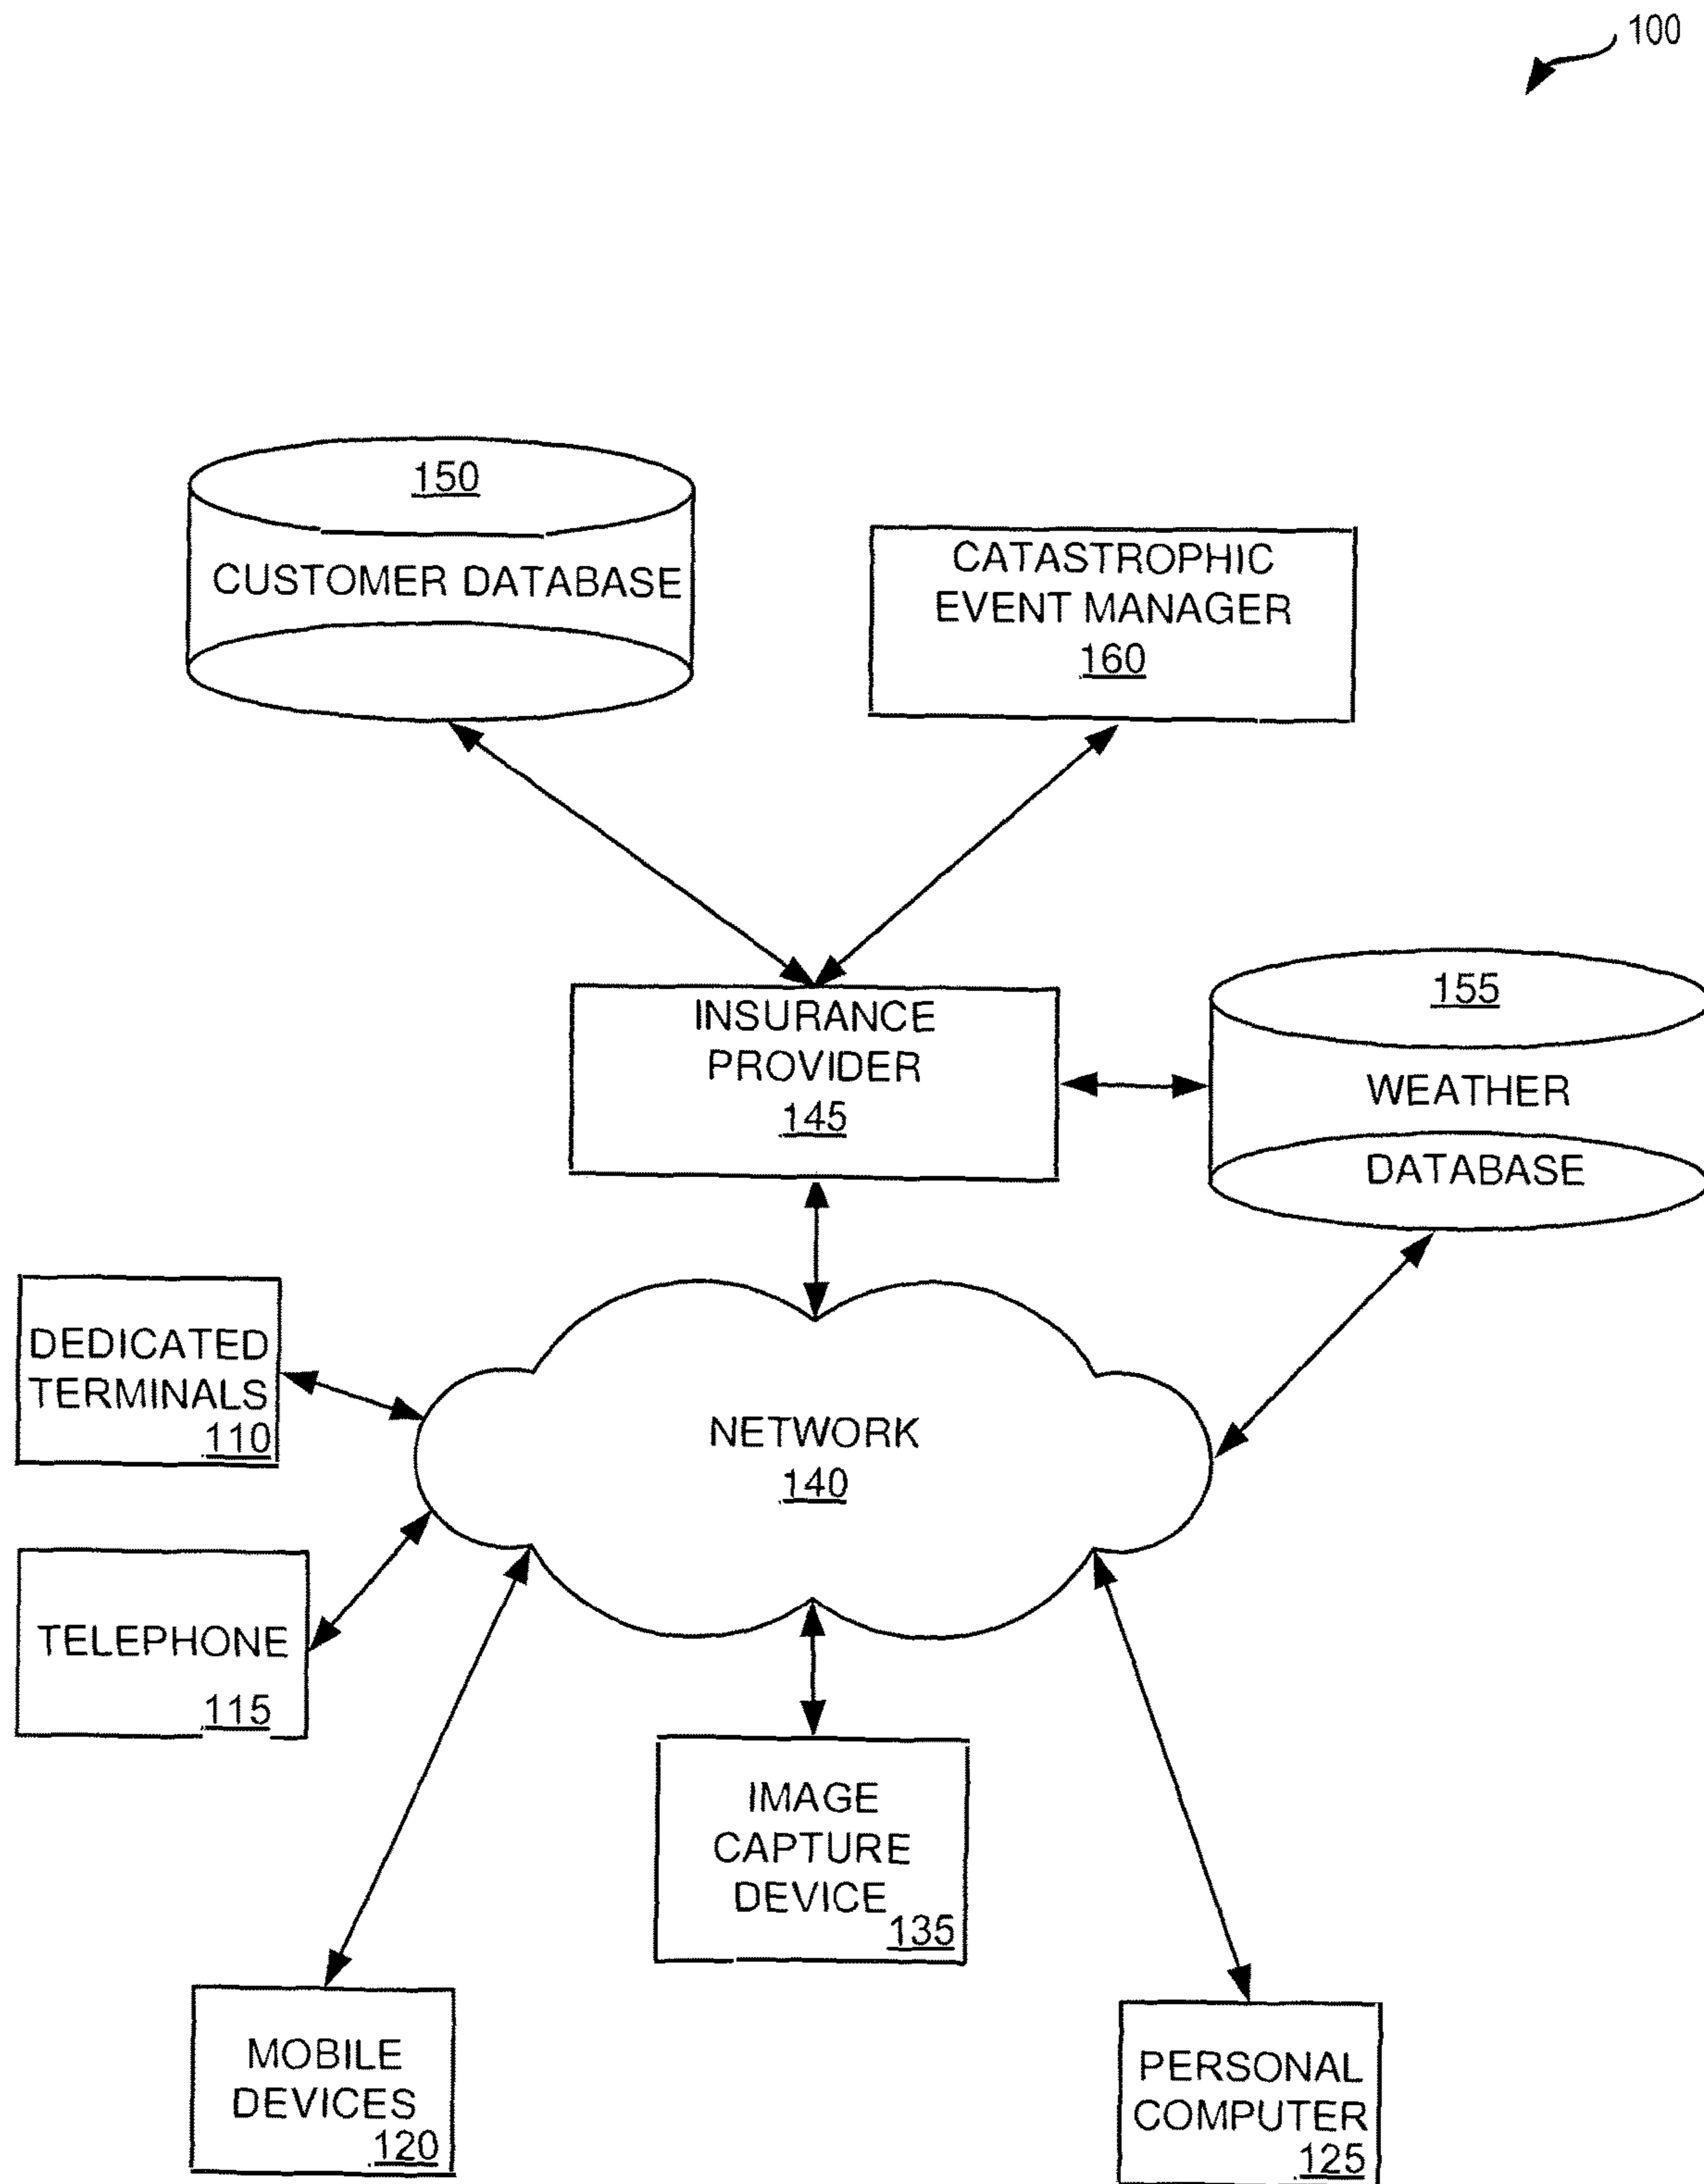 100
150
CUSTOMER DATABASE
CATASTROPHIC
EVENT MANAGER
160
INSURANCE
PROVIDER
145
155
WEATHER
DATABASE
DEDICATED
TERMINALS
110
NETWORK
140
TELEPHONE
115
IMAGE
CAPTURE
DEVICE
135
MOBILE
DEVICES
120
PERSONAL
COMPUTER
125